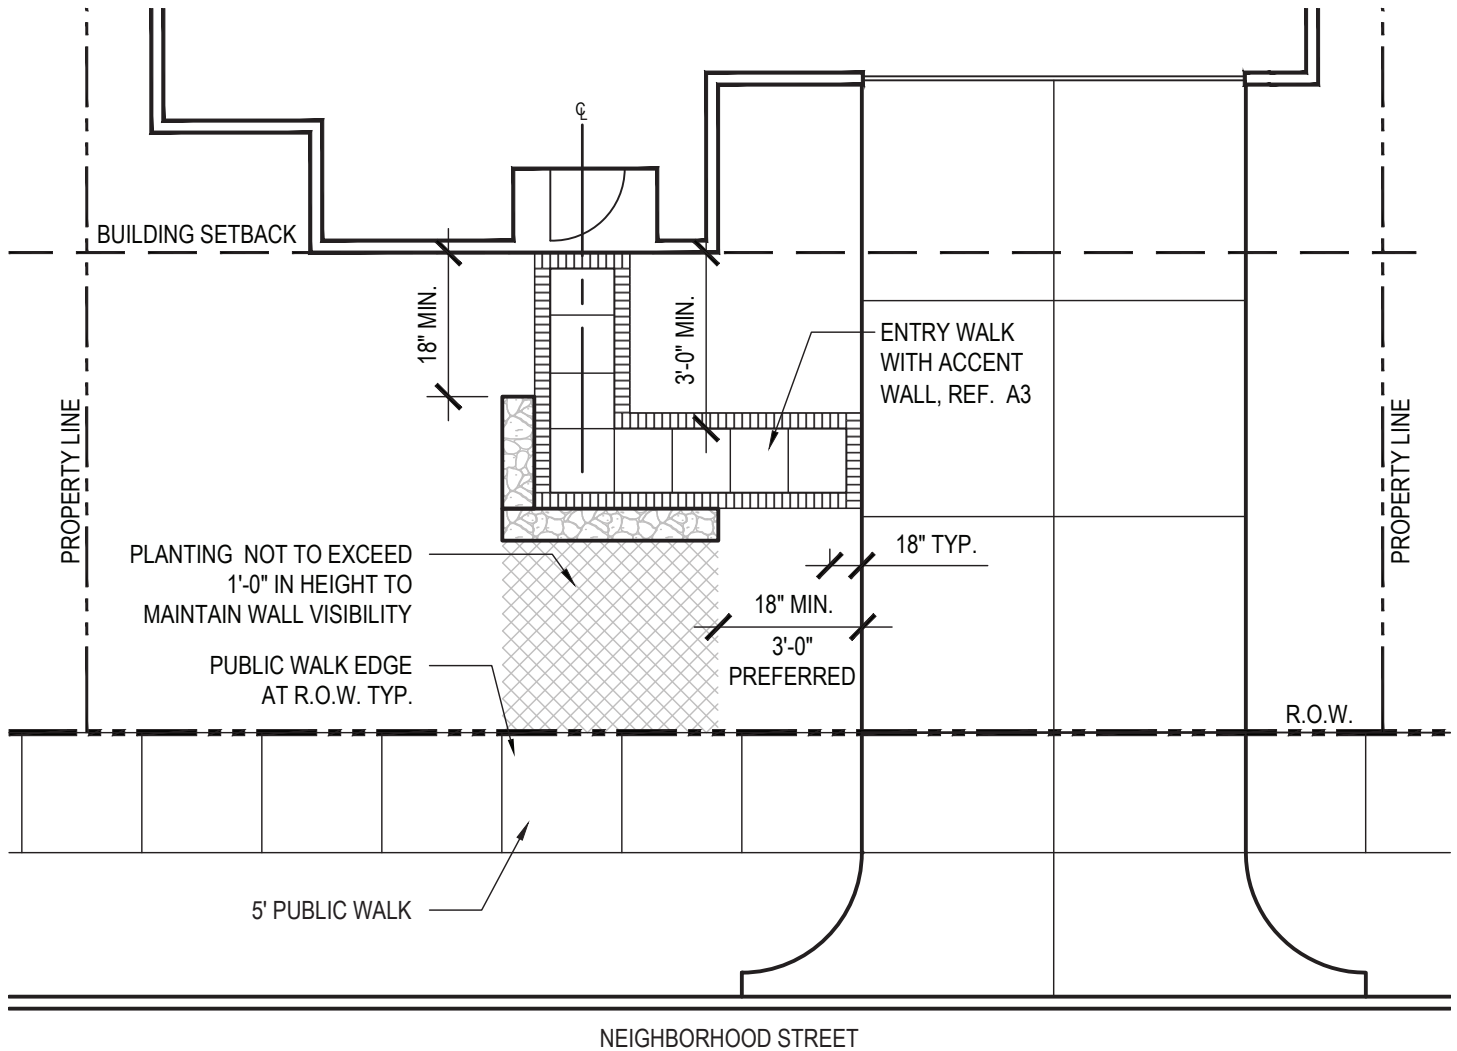 ℄
BUILDING SETBACK
18" MIN.
3'-0" MIN.
ENTRY WALK
WITH ACCENT
WALL, REF. A3
PROPERTY LINE
PROPERTY LINE
PLANTING NOT TO EXCEED
1'-0" IN HEIGHT TO
MAINTAIN WALL VISIBILITY
18" TYP.
18" MIN.
3'-0"
PREFERRED
PUBLIC WALK EDGE
AT R.O.W. TYP.
R.O.W.
5' PUBLIC WALK
NEIGHBORHOOD STREET